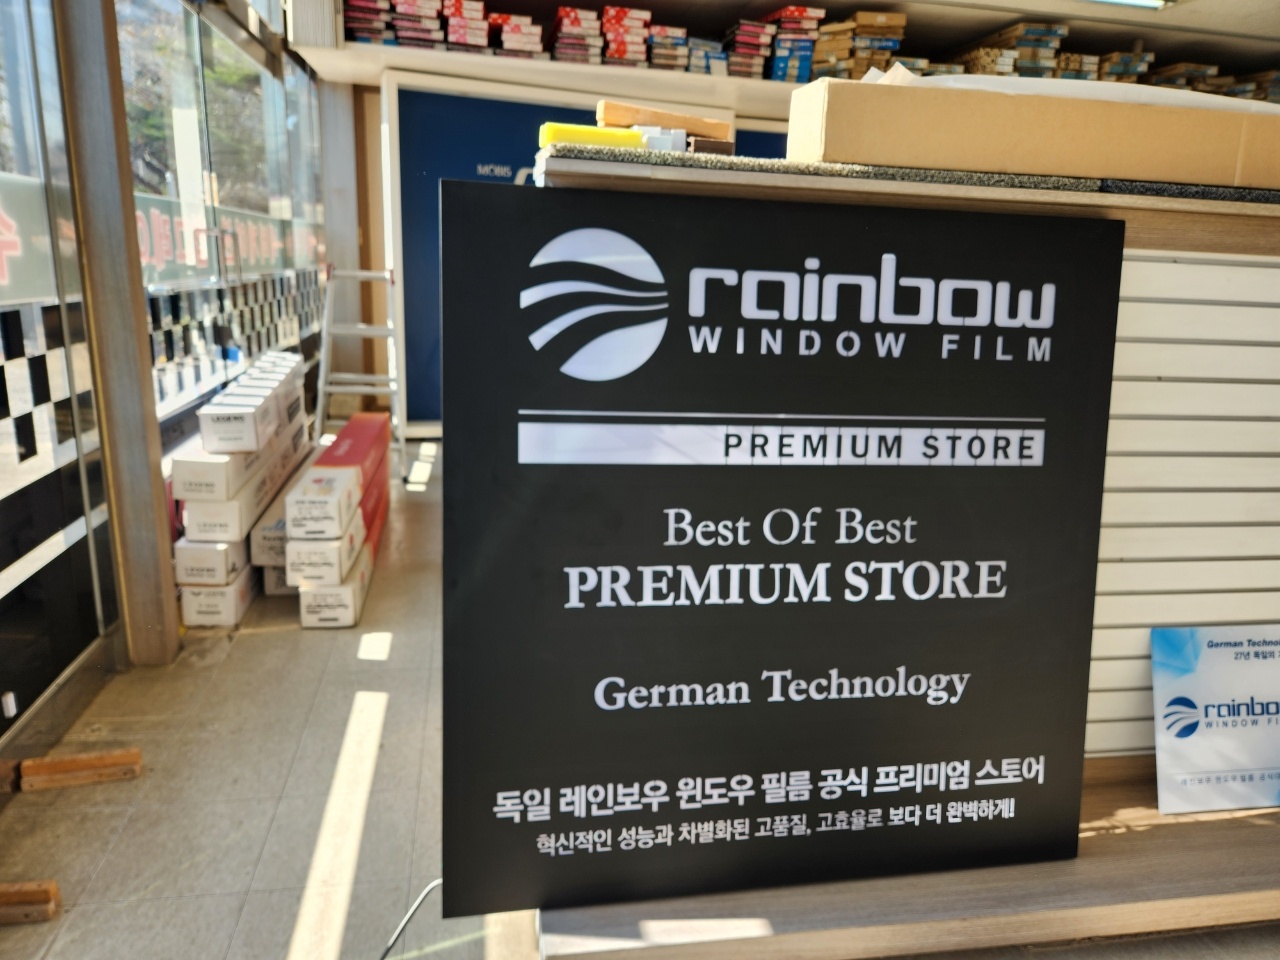 MOBIS
rainbow
WINDOW FILM
PREMIUM STORE
Best Of Best
PREMIUM STORE
German Technology
독일 레인보우 윈도우 필름 공식 프리미엄 스토어
혁신적인 성능과 차별화된 고품질, 고효율로 보다 더 완벽하게!
German
27년 독일의
WINDOW